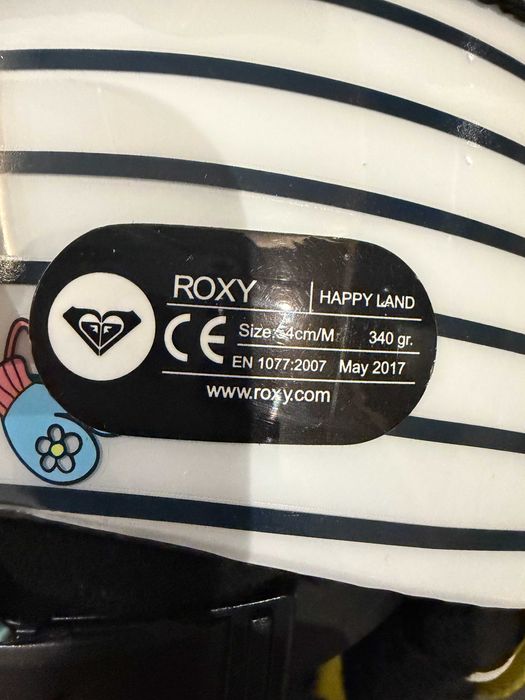 ROXY | HAPPY LAND
CE Size:54cm/M 340 gr.
EN 1077:2007 May 2017
www.roxy.com